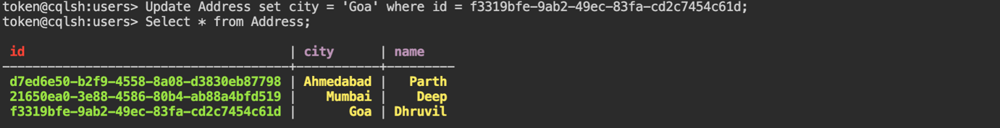 token@cqlsh:users> Update Address set city = 'Goa' where id = f3319bfe-9ab2-49ec-83fa-cd2c7454c61d;
token@cqlsh:users> Select * from Address;
id | city | name
--------------------------------------+-----------+---------
d7ed6e50-b2f9-4558-8a08-d3830eb87798 | Ahmedabad | Parth
21650ea0-3e88-4586-80b4-ab88a4bfd519 | Mumbai | Deep
f3319bfe-9ab2-49ec-83fa-cd2c7454c61d | Goa | Dhruvil